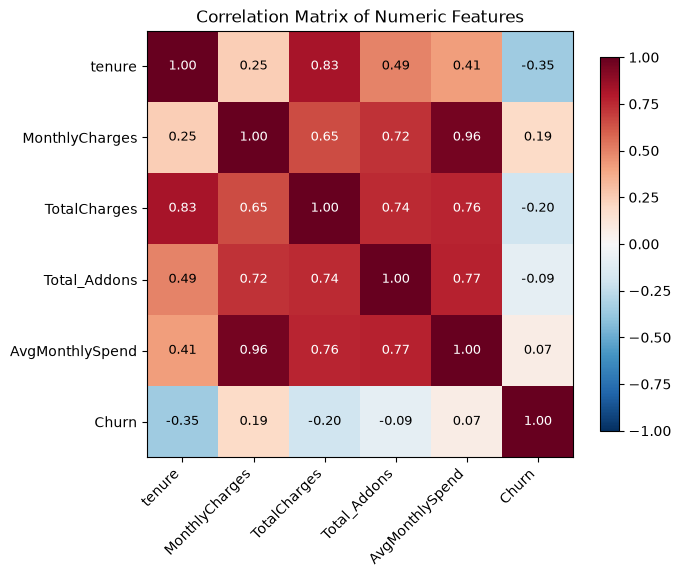 Correlation Matrix of Numeric Features
tenure 1.00 0.25 0.83 0.49 0.41 -0.35
MonthlyCharges 0.25 1.00 0.65 0.72 0.96 0.19
TotalCharges 0.83 0.65 1.00 0.74 0.76 -0.20
Total_Addons 0.49 0.72 0.74 1.00 0.77 -0.09
AvgMonthlySpend 0.41 0.96 0.76 0.77 1.00 0.07
Churn -0.35 0.19 -0.20 -0.09 0.07 1.00
tenure
MonthlyCharges
TotalCharges
Total_Addons
AvgMonthlySpend
Churn
1.00
0.75
0.50
0.25
0.00
−0.25
−0.50
−0.75
−1.00